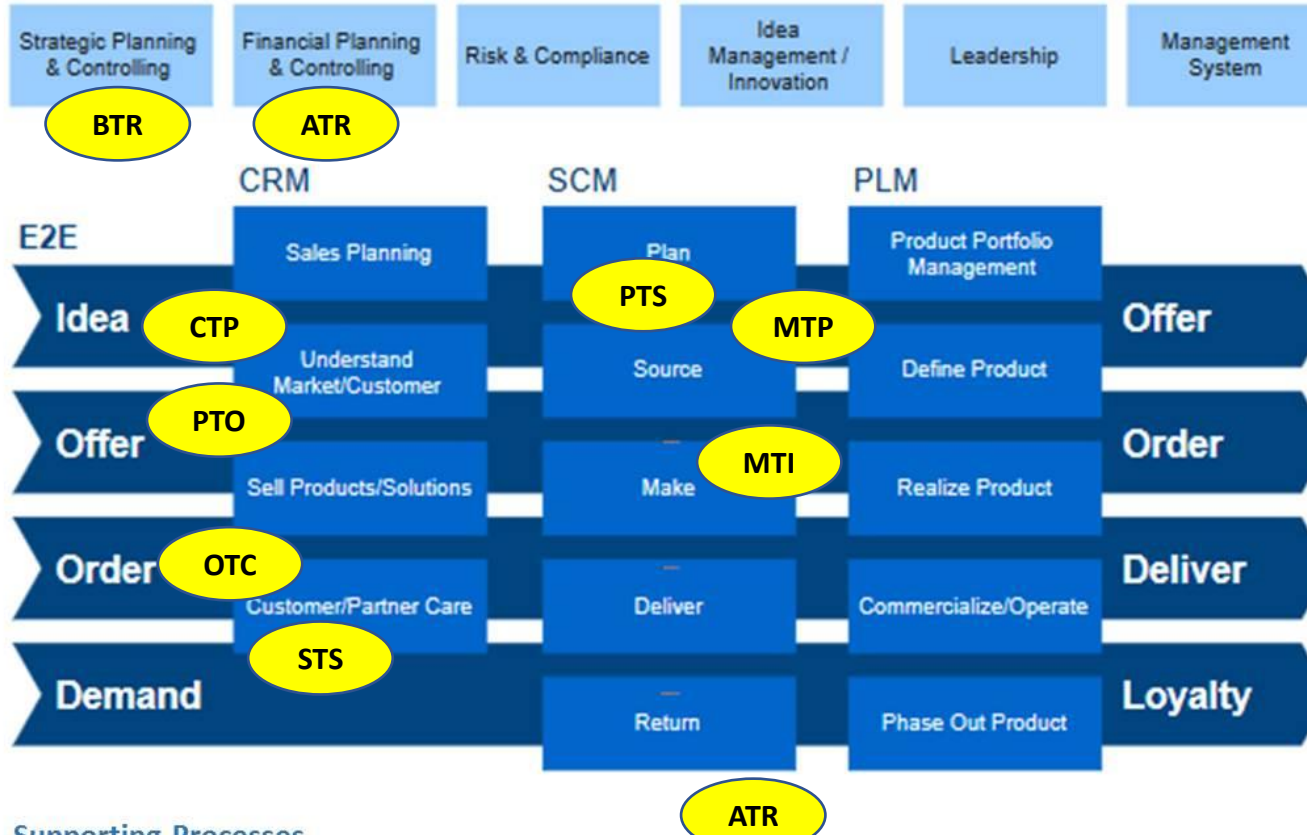 Strategic Planning
& Controlling
Financial Planning
& Controlling
Risk & Compliance
Idea
Management /
Innovation
Leadership
Management
System
BTR
ATR
CRM
SCM
PLM
E2E
Sales Planning
Plan
Product Portfolio
Management
PTS
Idea
CTP
MTP
Offer
Understand
Market/Customer
Source
Define Product
PTO
Offer
MTI
Order
Sell Products/Solutions
Make
Realize Product
Order
OTC
Deliver
Customer/Partner Care
Deliver
Commercialize/Operate
STS
Demand
Loyalty
Return
Phase Out Product
ATR
Supporting Processes